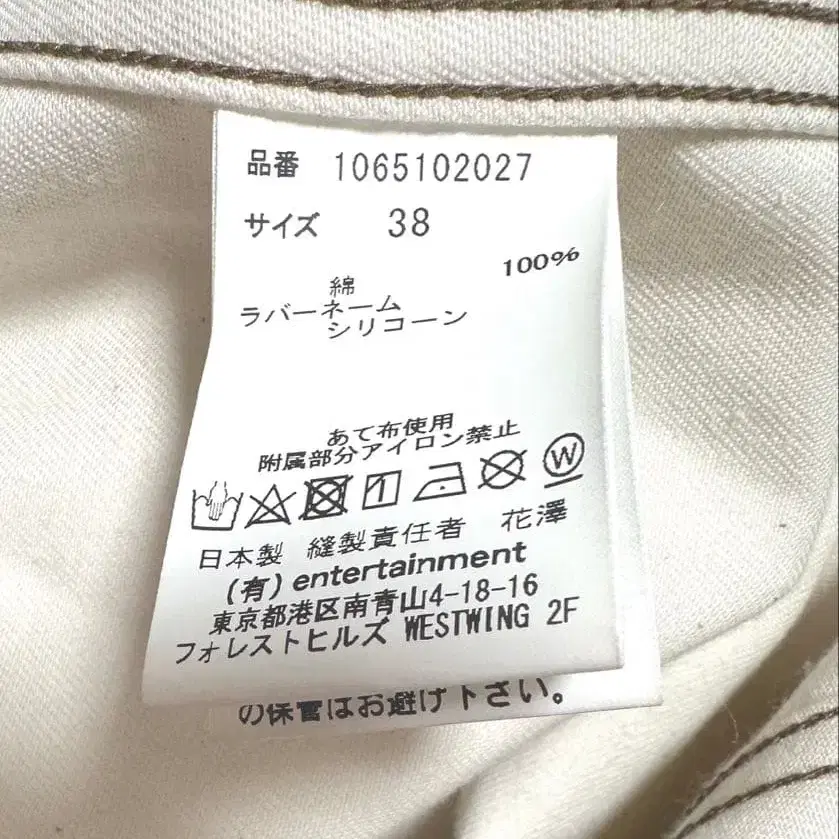 品番 1065102027
サイズ 38
100%
綿
ラバーネーム
シリコーン
あて布使用
附属部分アイロン禁止
W
日本製 縫製責任者 花澤
(有) entertainment
東京都港区南青山4-18-16
フォレストヒルズ WESTWING 2F
の保管はお避け下さい。